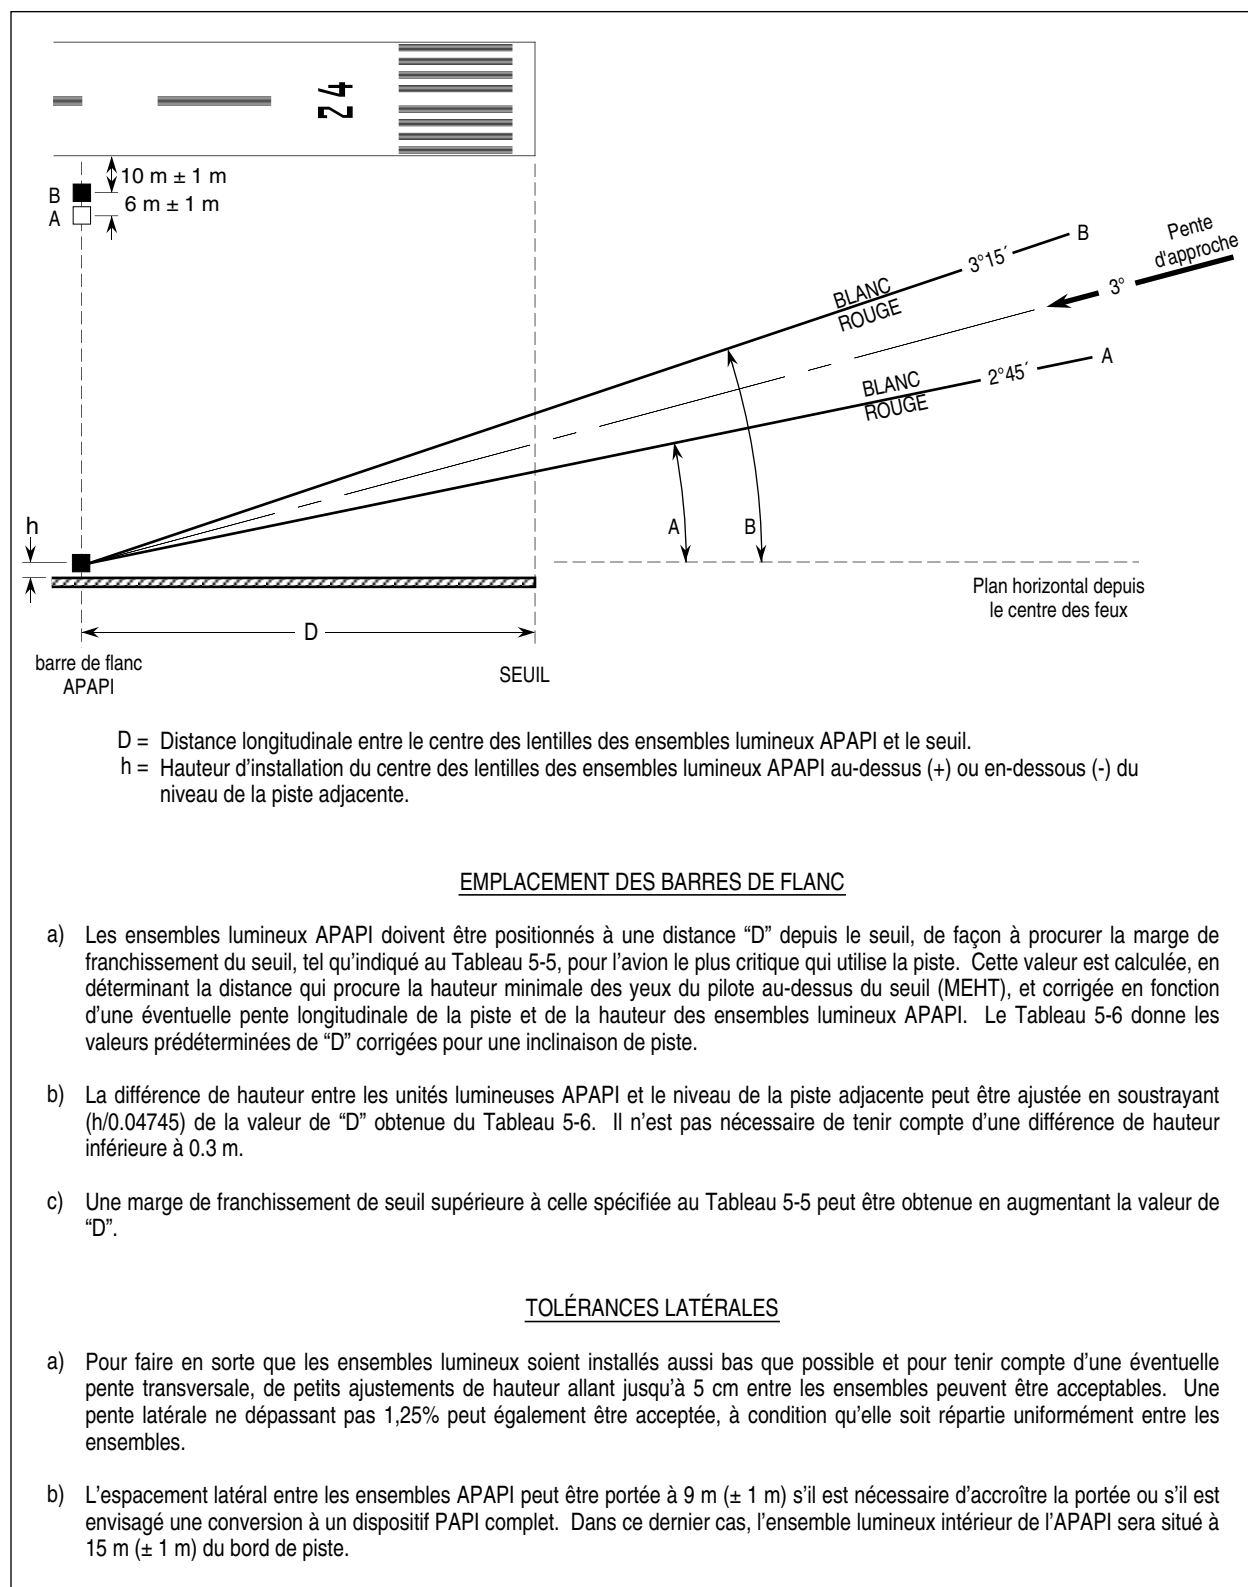 24
10 m ± 1 m
B
6 m ± 1 m
A
B
Pente
d'approche
3°15´
3°
BLANC
ROUGE
A
2°45´
BLANC
ROUGE
h
A
B
Plan horizontal depuis
le centre des feux
D
barre de flanc
APAPI
SEUIL
D = Distance longitudinale entre le centre des lentilles des ensembles lumineux APAPI et le seuil.
h = Hauteur d'installation du centre des lentilles des ensembles lumineux APAPI au-dessus (+) ou en-dessous (-) du
niveau de la piste adjacente.
EMPLACEMENT DES BARRES DE FLANC
a) Les ensembles lumineux APAPI doivent être positionnés à une distance “D” depuis le seuil, de façon à procurer la marge de
franchissement du seuil, tel qu'indiqué au Tableau 5-5, pour l'avion le plus critique qui utilise la piste. Cette valeur est calculée, en
déterminant la distance qui procure la hauteur minimale des yeux du pilote au-dessus du seuil (MEHT), et corrigée en fonction
d'une éventuelle pente longitudinale de la piste et de la hauteur des ensembles lumineux APAPI. Le Tableau 5-6 donne les
valeurs prédéterminées de “D” corrigées pour une inclinaison de piste.
b) La différence de hauteur entre les unités lumineuses APAPI et le niveau de la piste adjacente peut être ajustée en soustrayant
(h/0.04745) de la valeur de “D” obtenue du Tableau 5-6. Il n'est pas nécessaire de tenir compte d'une différence de hauteur
inférieure à 0.3 m.
c) Une marge de franchissement de seuil supérieure à celle spécifiée au Tableau 5-5 peut être obtenue en augmentant la valeur de
“D”.
TOLÉRANCES LATÉRALES
a) Pour faire en sorte que les ensembles lumineux soient installés aussi bas que possible et pour tenir compte d'une éventuelle
pente transversale, de petits ajustements de hauteur allant jusqu'à 5 cm entre les ensembles peuvent être acceptables. Une
pente latérale ne dépassant pas 1,25% peut également être acceptée, à condition qu'elle soit répartie uniformément entre les
ensembles.
b) L'espacement latéral entre les ensembles APAPI peut être portée à 9 m (± 1 m) s'il est nécessaire d'accroître la portée ou s'il est
envisagé une conversion à un dispositif PAPI complet. Dans ce dernier cas, l'ensemble lumineux intérieur de l'APAPI sera situé à
15 m (± 1 m) du bord de piste.